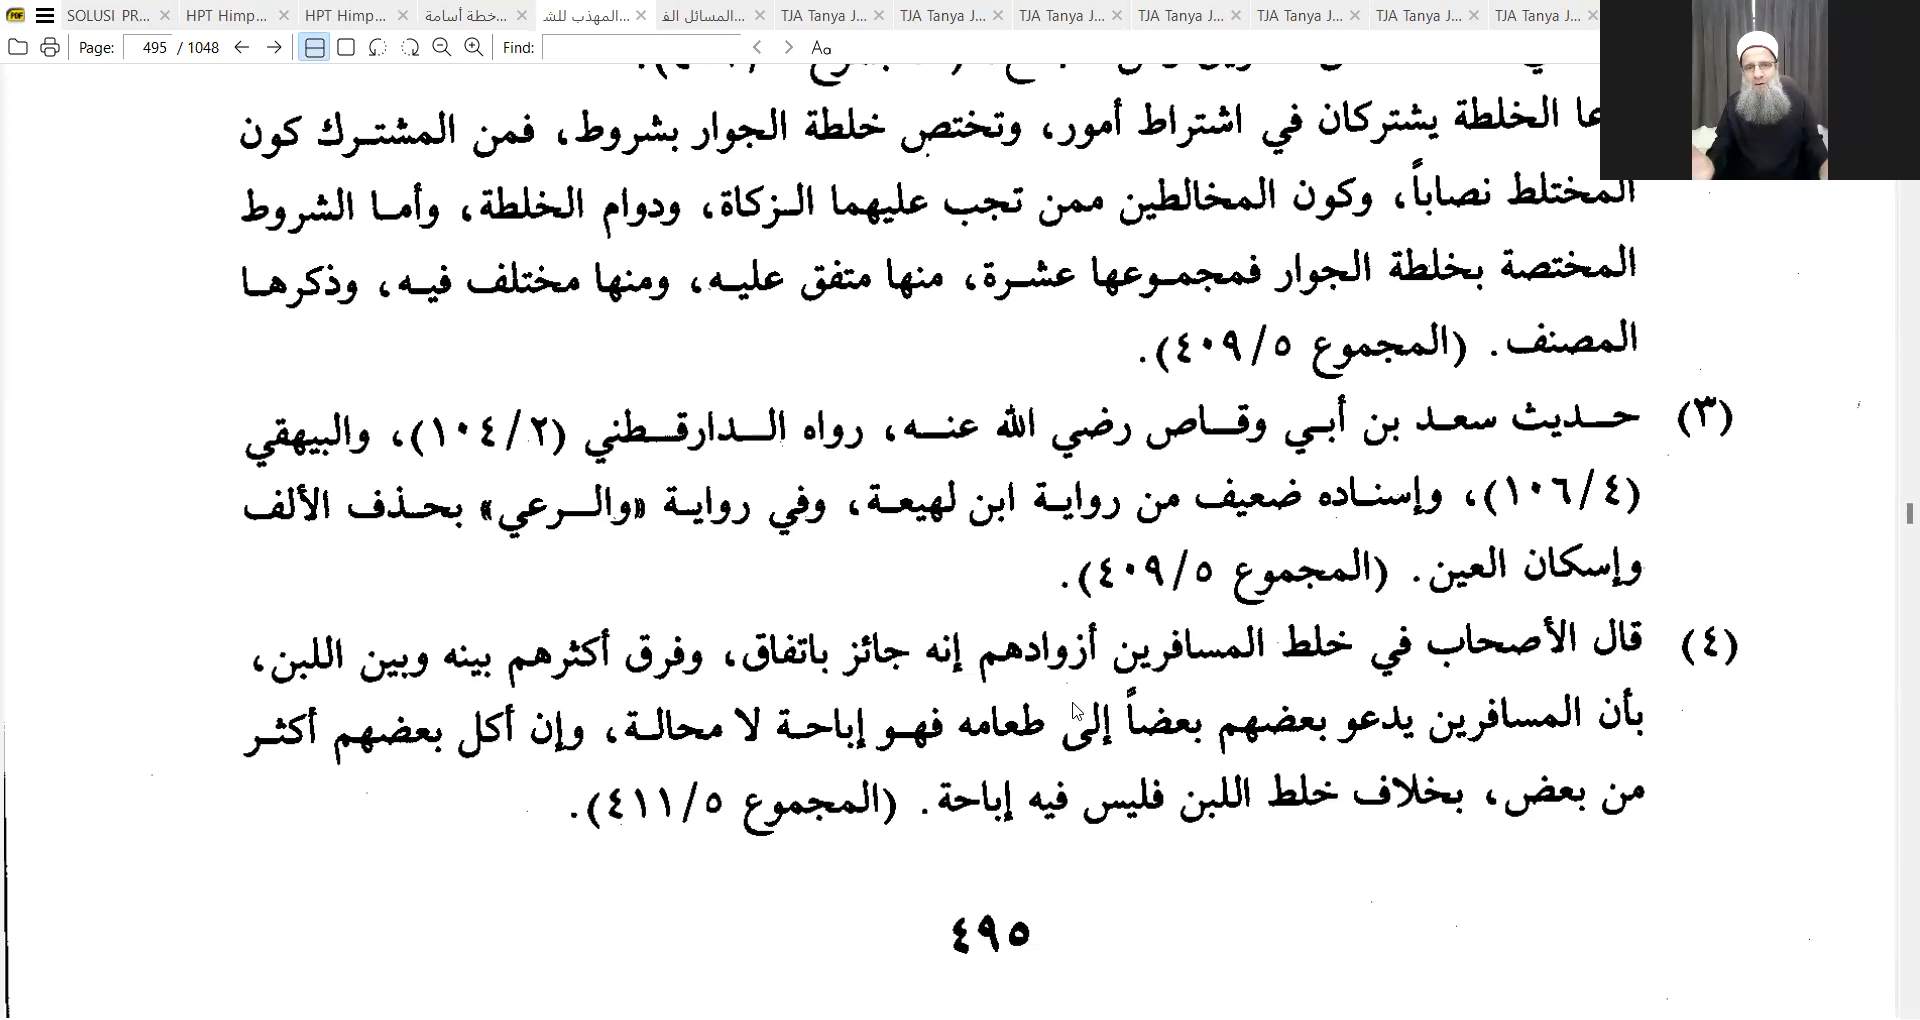 SOLUSI PR... HPT Himp... HPT Himp... خطة أسامة... المهذب للش... المسائل الف... TJA Tanya J... TJA Tanya J... TJA Tanya J... TJA Tanya J... TJA Tanya J... TJA Tanya J... TJA Tanya J...
Page: 495 / 1048 Find: Aa
الخلطة يشتركان في اشتراط أمور، وتختص خلطة الجوار بشروط، فمن المشترك كون
المختلط نصاباً، وكون المخالطين ممن تجب عليهما الزكاة، ودوام الخلطة، وأما الشروط
المختصة بخلطة الجوار فمجموعها عشرة، منها متفق عليه، ومنها مختلف فيه، وذكرها
المصنف. (المجموع ٥/٤٠٩).
(٣) حديث سعد بن أبي وقاص رضي الله عنه، رواه الدارقطني (٢/١٠٤)، والبيهقي
(٤/١٠٦)، وإسناده ضعيف من رواية ابن لهيعة، وفي رواية «والرعي» بحذف الألف
وإسكان العين. (المجموع ٥/٤٠٩).
(٤) قال الأصحاب في خلط المسافرين أزوادهم إنه جائز باتفاق، وفرق أكثرهم بينه وبين اللبن،
بأن المسافرين يدعو بعضهم بعضاً إلى طعامه فهو إباحة لا محالة، وإن أكل بعضهم أكثر
من بعض، بخلاف خلط اللبن فليس فيه إباحة. (المجموع ٥/٤١١).
٤٩٥